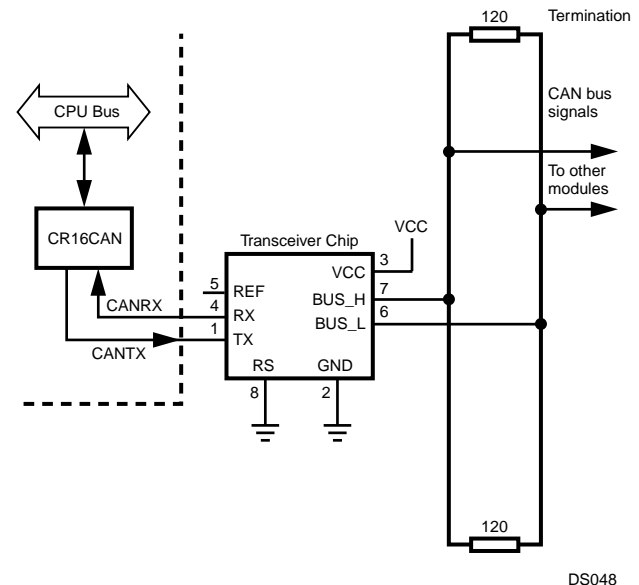 120
Termination
CAN bus
signals
CPU Bus
To other
modules
CR16CAN
VCC
Transceiver Chip
3
VCC
5
REF
7
BUS_H
4
RX
CANRX
6
BUS_L
1
TX
CANTX
RS
GND
8
2
120
DS048